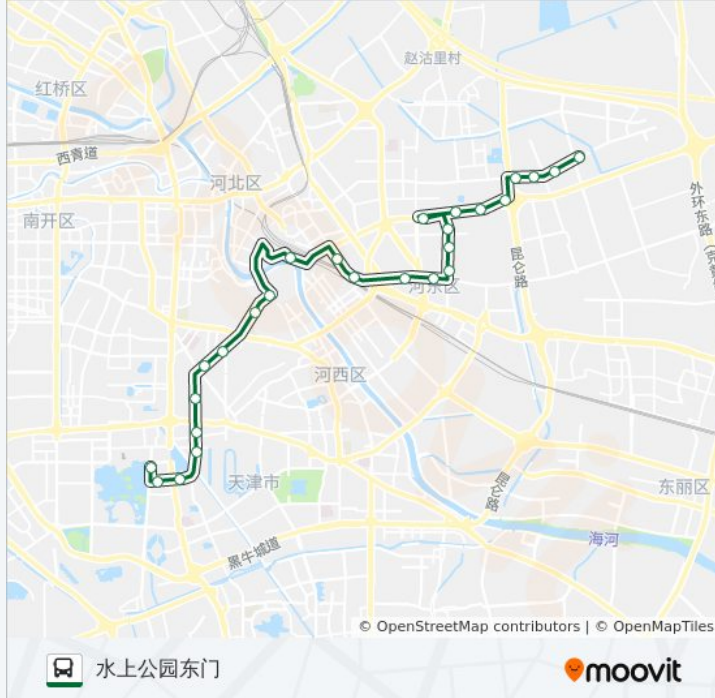 赵沽里村
红桥区
西青道
河北区
南开区
外环东路（
昆仑路
河东区
河西区
天津市
昆仑路
东丽区
海河
黑牛城道
© OpenStreetMap contributors | © OpenMapTiles
水上公园东门
moovit